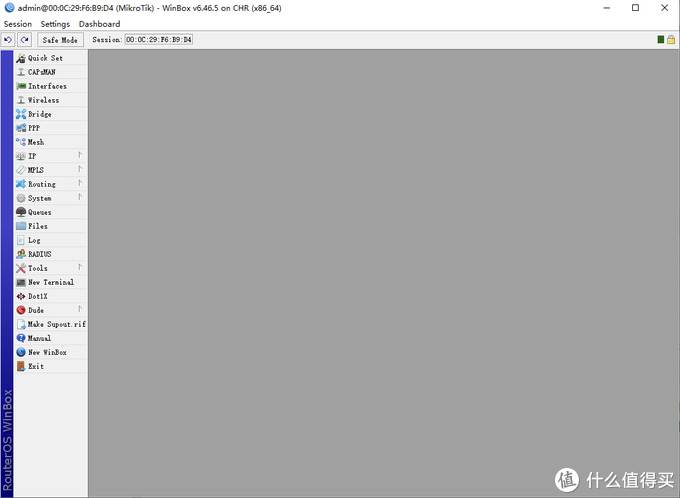 admin@00:0C:29:F6:B9:D4 (MikroTik) - WinBox v6.46.5 on CHR (x86_64)
Session Settings Dashboard
Safe Mode Session: 00:0C:29:F6:B9:D4
Quick Set
CAPsMAN
Interfaces
Wireless
Bridge
PPP
Mesh
IP
MPLS
Routing
System
Queues
Files
Log
RADIUS
Tools
New Terminal
Dot1X
Dude
Make Supout.rif
Manual
New WinBox
Exit
RouterOS WinBox
值 什么值得买